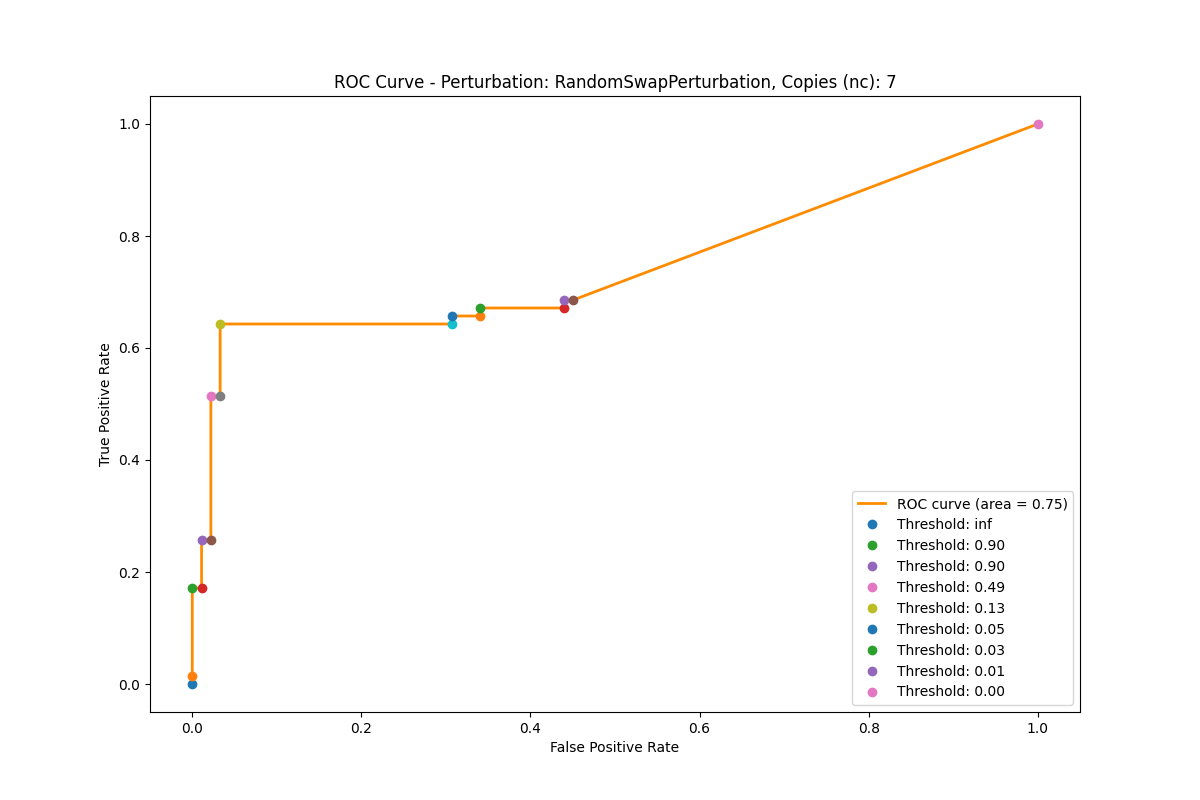 ROC Curve - Perturbation: RandomSwapPerturbation, Copies (nc): 7
1.0
0.8
0.6
0.4
0.2
0.0
True Positive Rate
ROC curve (area = 0.75)
Threshold: inf
Threshold: 0.90
Threshold: 0.90
Threshold: 0.49
Threshold: 0.13
Threshold: 0.05
Threshold: 0.03
Threshold: 0.01
Threshold: 0.00
0.0 0.2 0.4 0.6 0.8 1.0
False Positive Rate